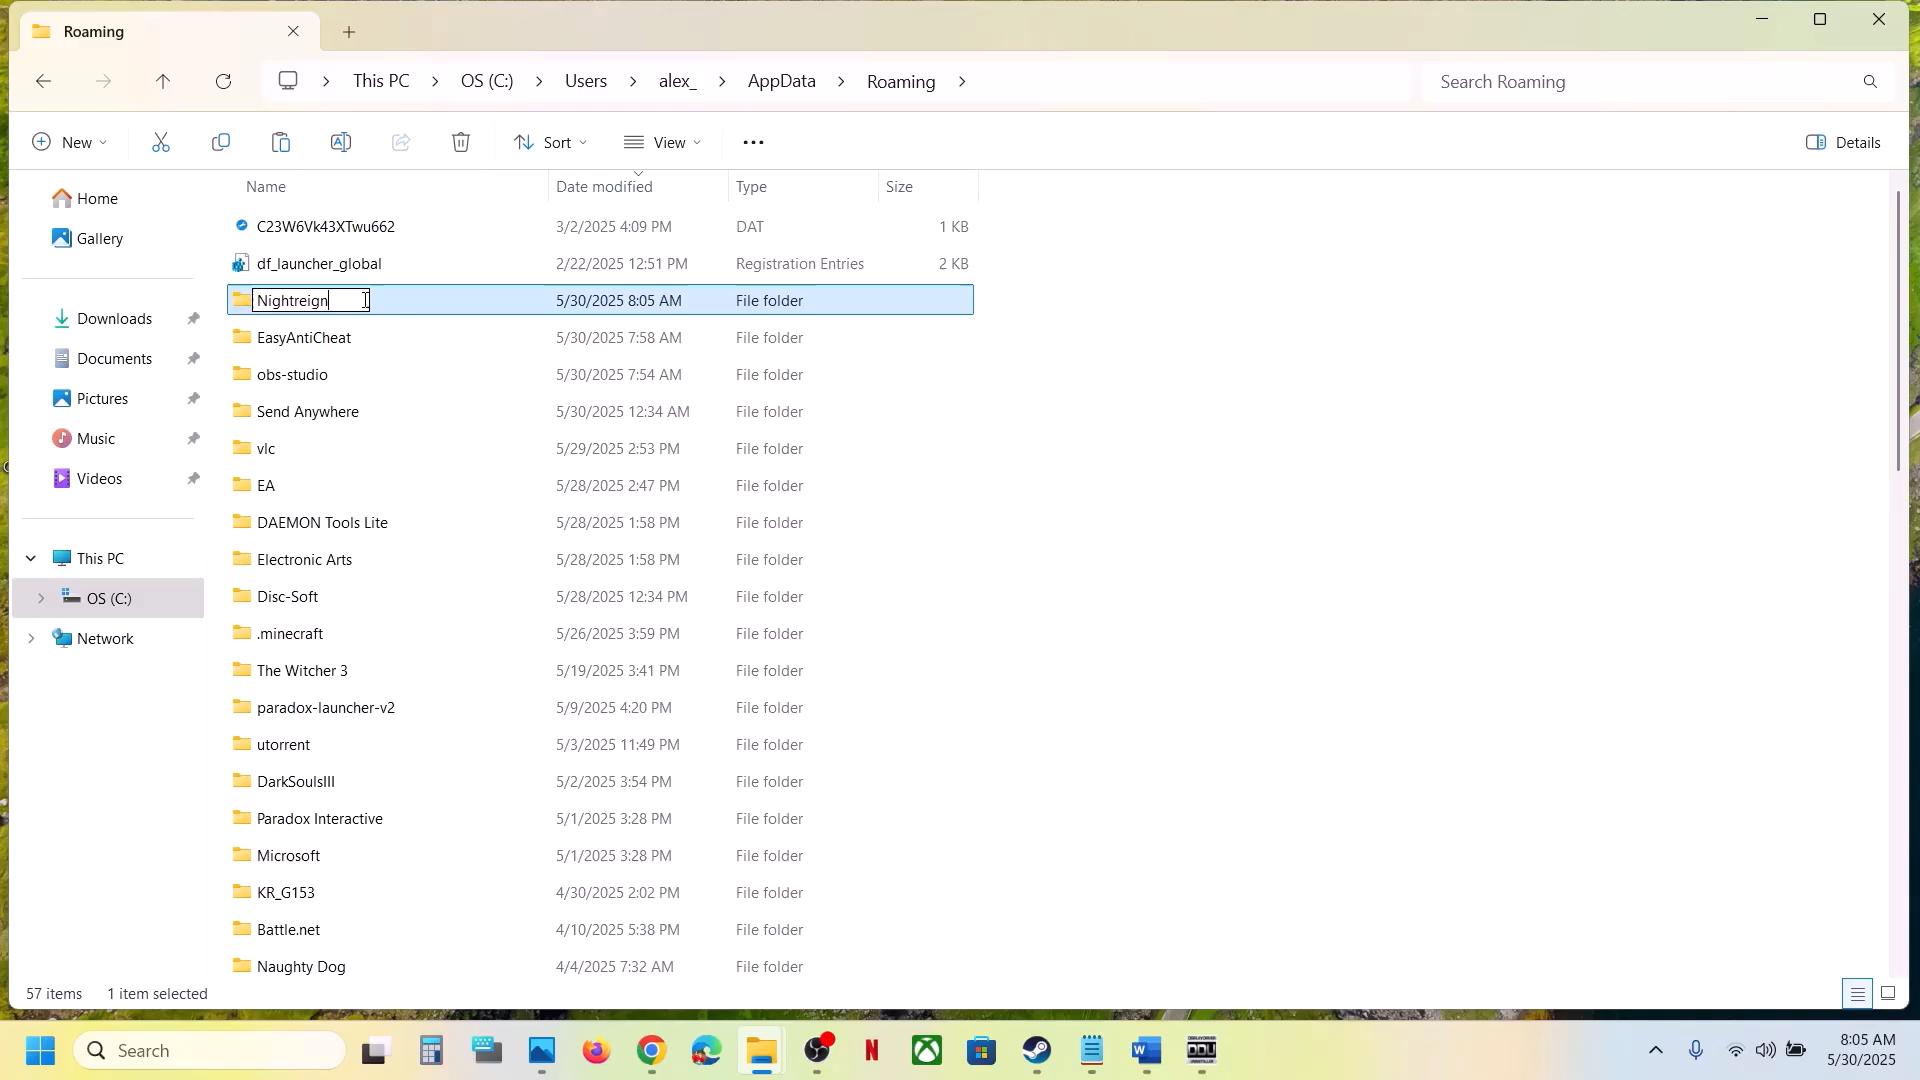 Roaming
This PC
OS (C:)
Users
alex_
AppData
Roaming
Search Roaming
New
Sort
View
Details
Name
Date modified
Type
Size
Home
Gallery
Downloads
Documents
Pictures
Music
Videos
This PC
OS (C:)
Network
C23W6Vk43XTwu662 3/2/2025 4:09 PM DAT 1 KB
df_launcher_global 2/22/2025 12:51 PM Registration Entries 2 KB
Nightreign 5/30/2025 8:05 AM File folder
EasyAntiCheat 5/30/2025 7:58 AM File folder
obs-studio 5/30/2025 7:54 AM File folder
Send Anywhere 5/30/2025 12:34 AM File folder
vlc 5/29/2025 2:53 PM File folder
EA 5/28/2025 2:47 PM File folder
DAEMON Tools Lite 5/28/2025 1:58 PM File folder
Electronic Arts 5/28/2025 1:58 PM File folder
Disc-Soft 5/28/2025 12:34 PM File folder
.minecraft 5/26/2025 3:59 PM File folder
The Witcher 3 5/19/2025 3:41 PM File folder
paradox-launcher-v2 5/9/2025 4:20 PM File folder
utorrent 5/3/2025 11:49 PM File folder
DarkSoulsIII 5/2/2025 3:54 PM File folder
Paradox Interactive 5/1/2025 3:28 PM File folder
Microsoft 5/1/2025 3:28 PM File folder
KR_G153 4/30/2025 2:02 PM File folder
Battle.net 4/10/2025 5:38 PM File folder
Naughty Dog 4/4/2025 7:32 AM File folder
57 items
1 item selected
Search
DDU
8:05 AM
5/30/2025